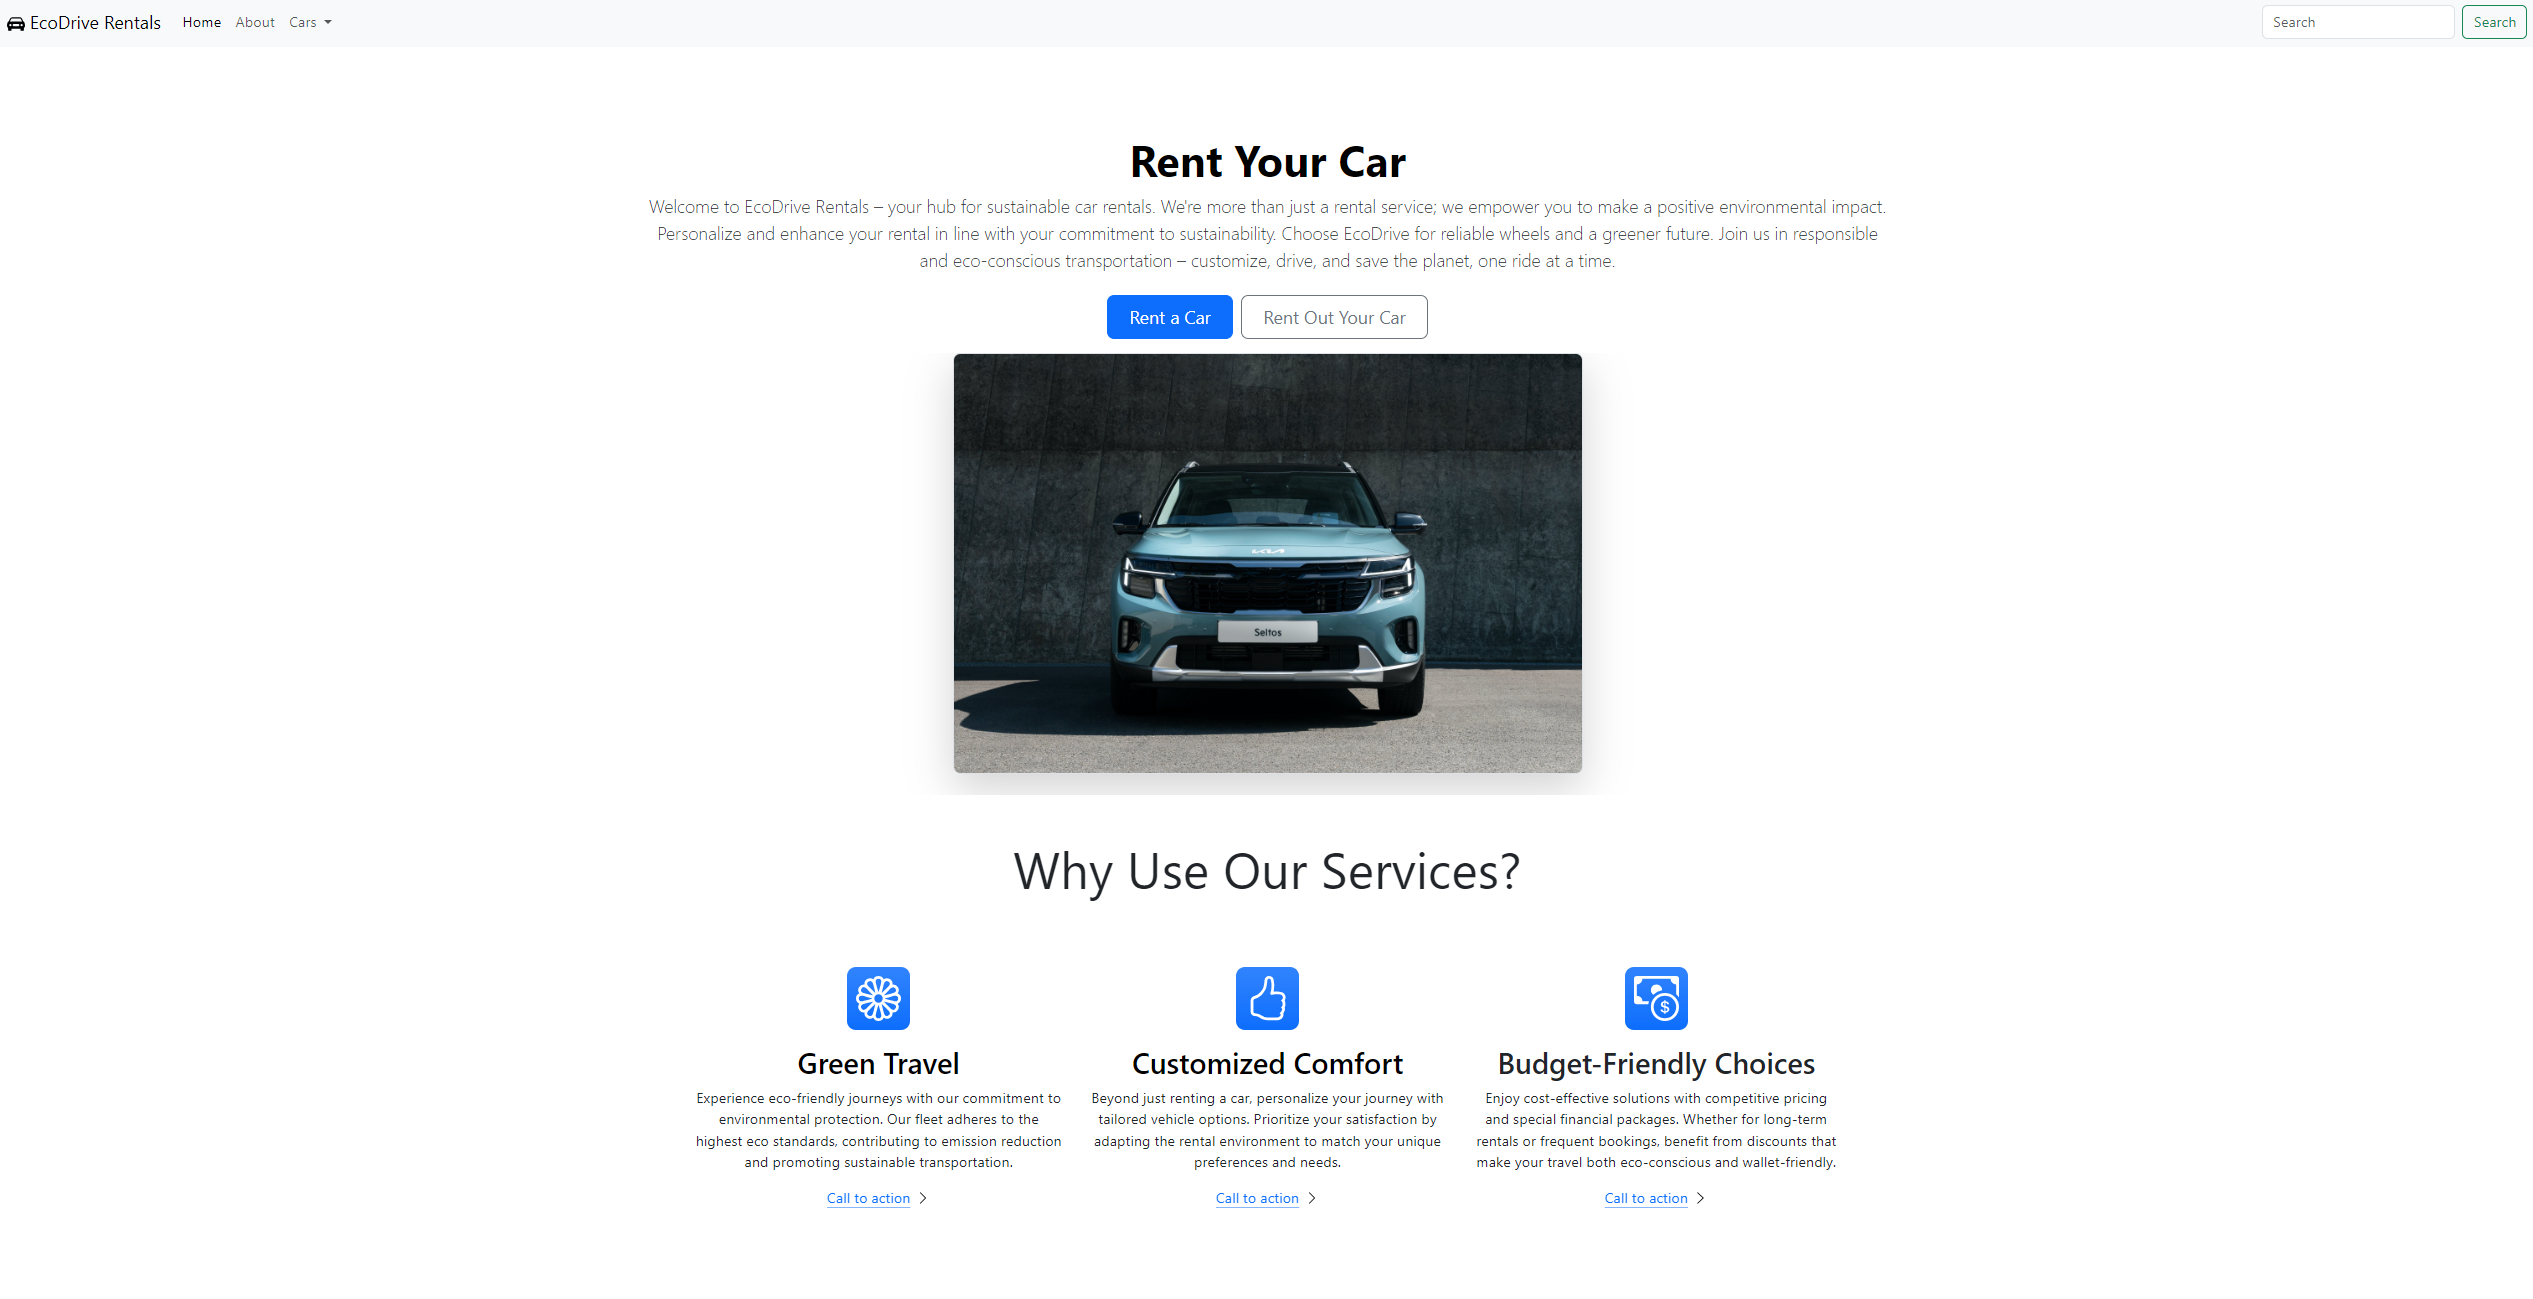 EcoDrive Rentals Home About Cars Search Search
Rent Your Car
Welcome to EcoDrive Rentals – your hub for sustainable car rentals. We're more than just a rental service; we empower you to make a positive environmental impact.
Personalize and enhance your rental in line with your commitment to sustainability. Choose EcoDrive for reliable wheels and a greener future. Join us in responsible
and eco-conscious transportation – customize, drive, and save the planet, one ride at a time.
Rent a Car Rent Out Your Car
KIA
Seltos
Why Use Our Services?
$
Green Travel
Experience eco-friendly journeys with our commitment to
environmental protection. Our fleet adheres to the
highest eco standards, contributing to emission reduction
and promoting sustainable transportation.
Call to action
Customized Comfort
Beyond just renting a car, personalize your journey with
tailored vehicle options. Prioritize your satisfaction by
adapting the rental environment to match your unique
preferences and needs.
Call to action
Budget-Friendly Choices
Enjoy cost-effective solutions with competitive pricing
and special financial packages. Whether for long-term
rentals or frequent bookings, benefit from discounts that
make your travel both eco-conscious and wallet-friendly.
Call to action